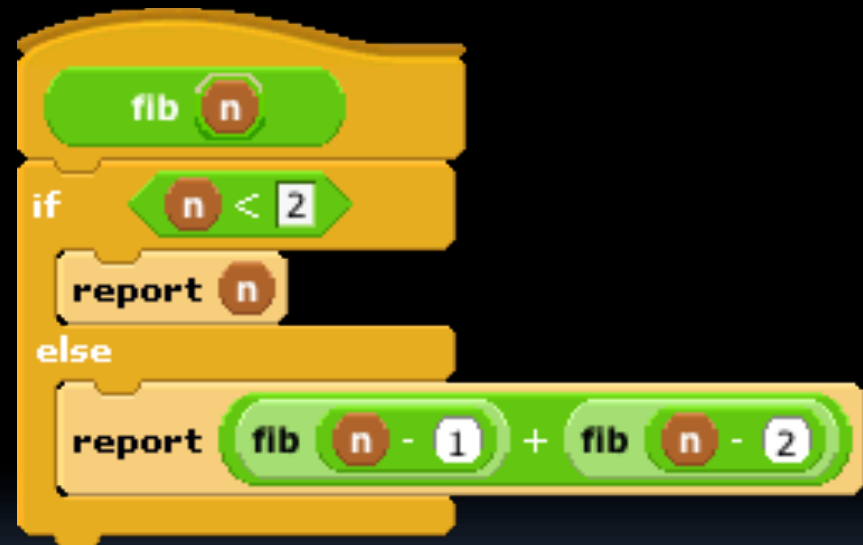 fib n
if n < 2
report n
else
report fib n - 1 + fib n - 2